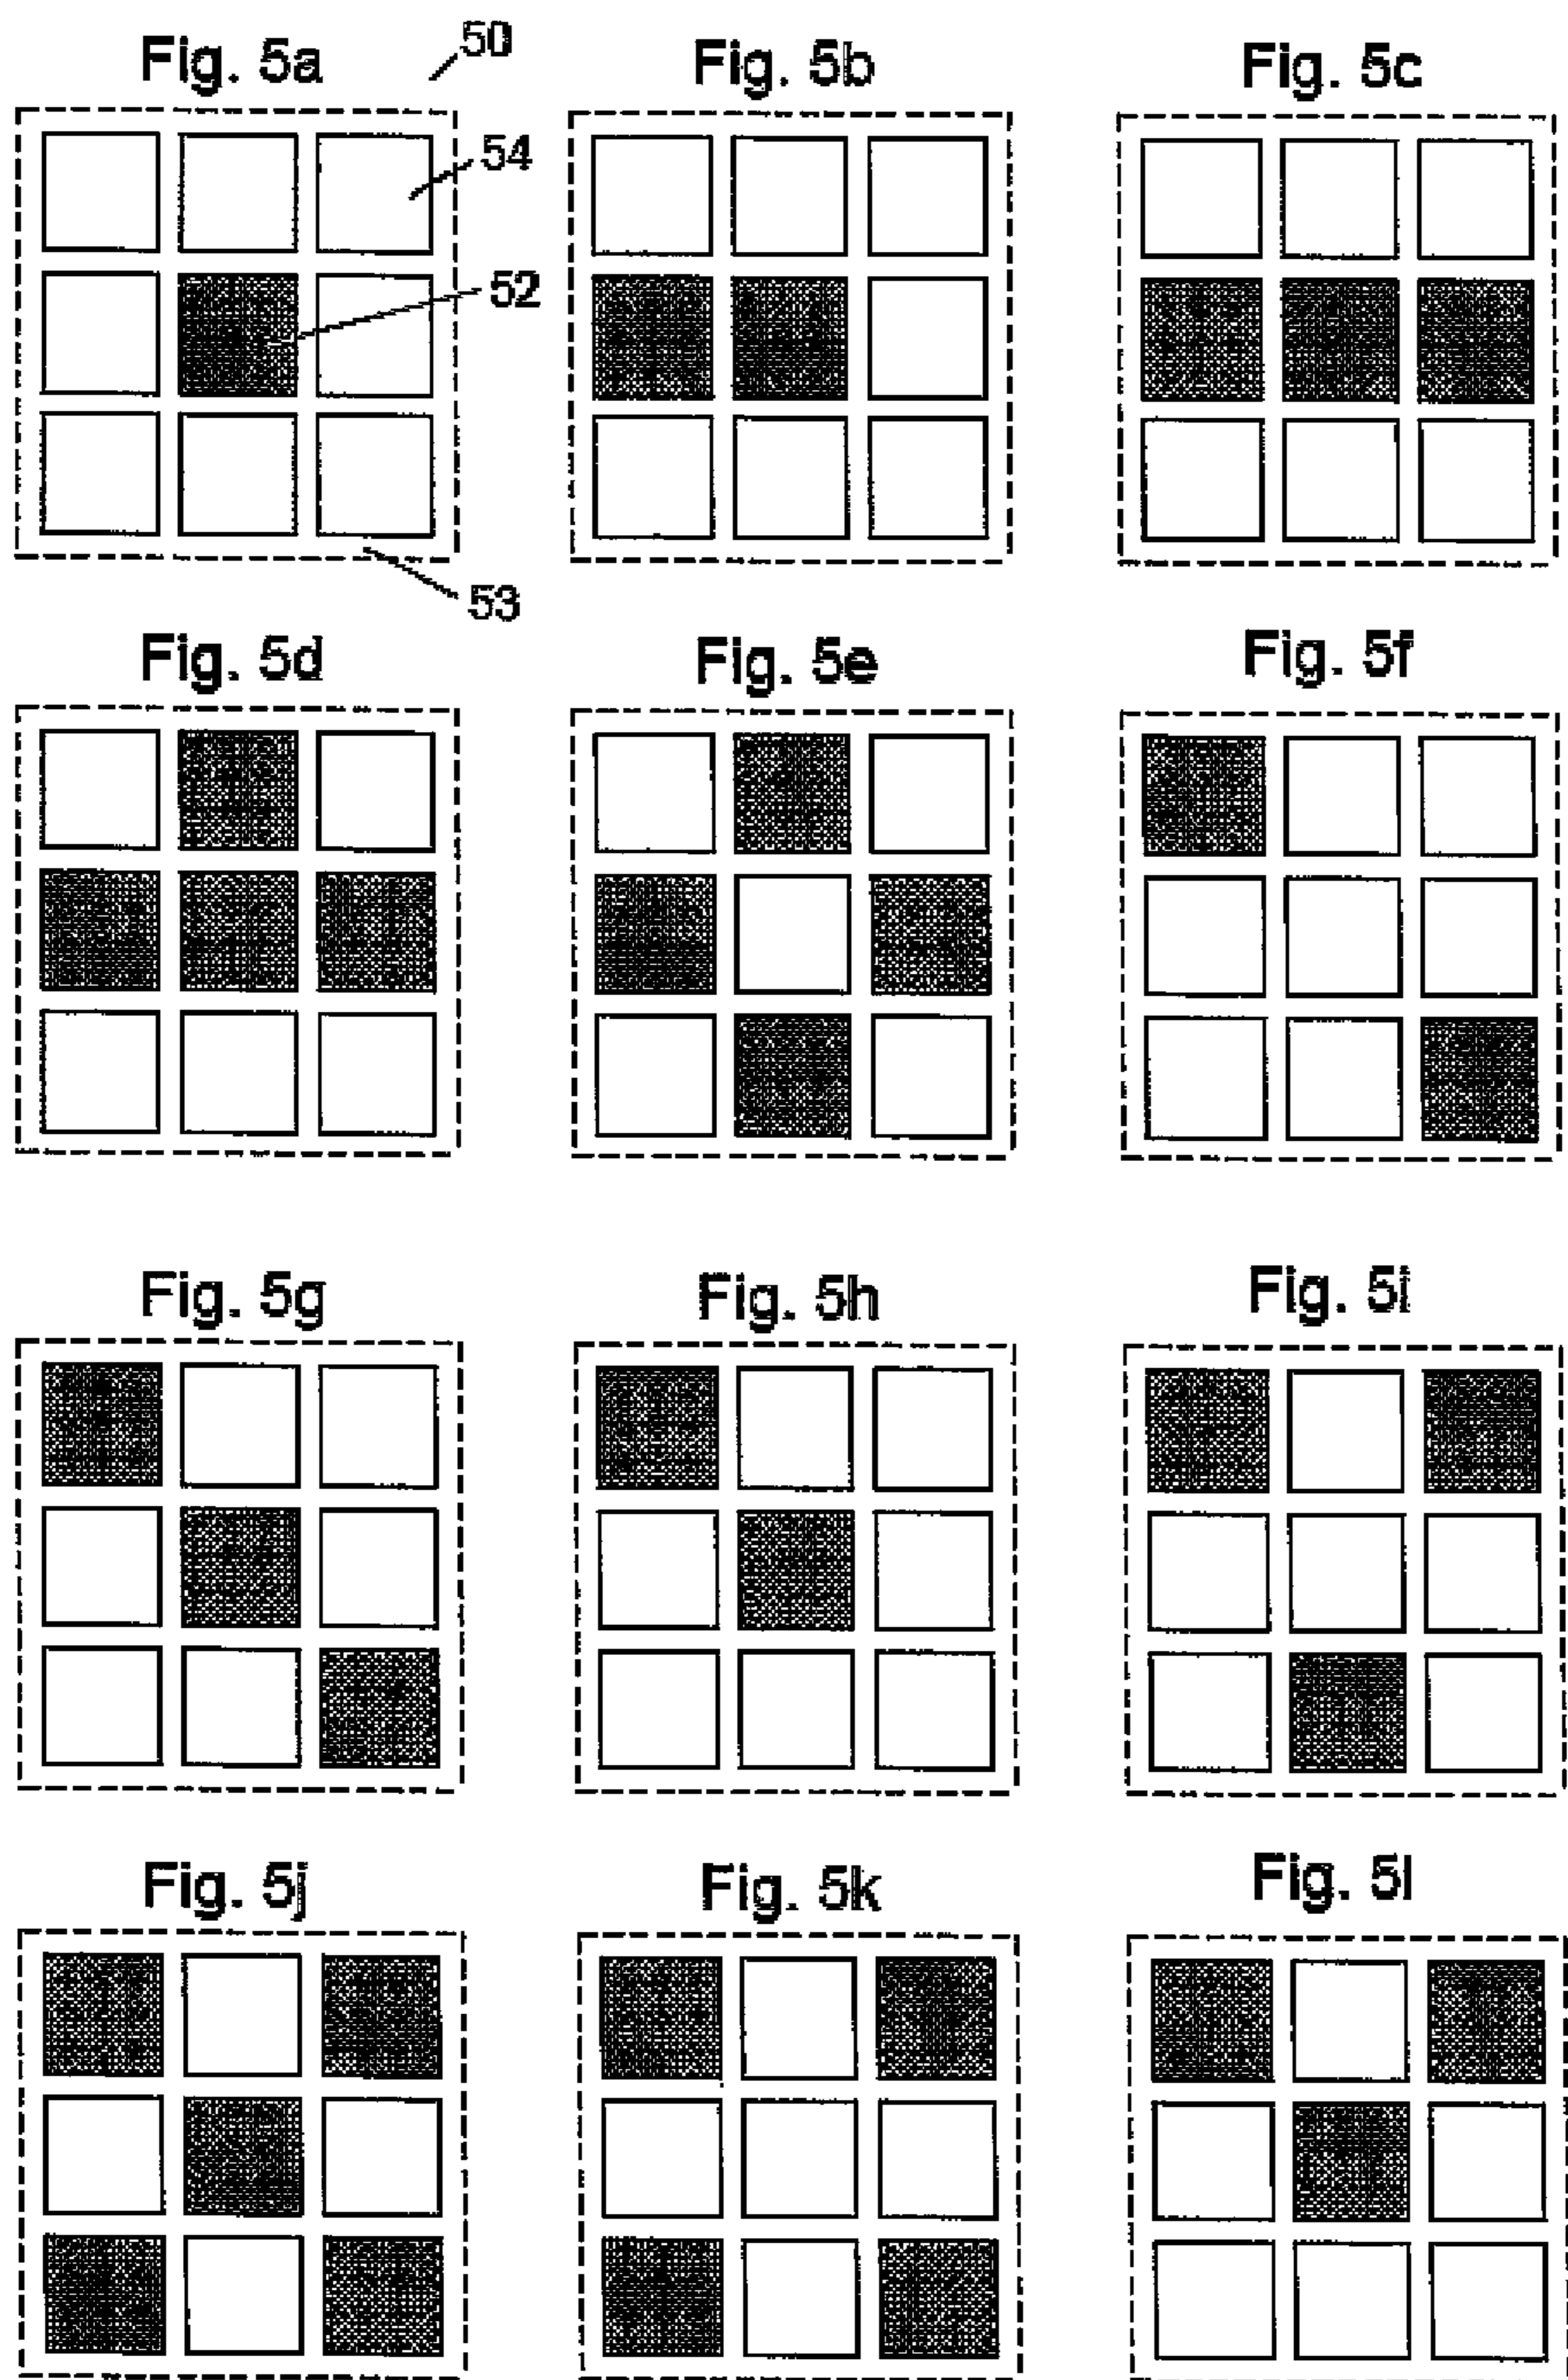 Fig. 5a 50 Fig. 5b Fig. 5c
54
52
53
Fig. 5d Fig. 5e Fig. 5f
Fig. 5g Fig. 5h Fig. 5i
Fig. 5j Fig. 5k Fig. 5l